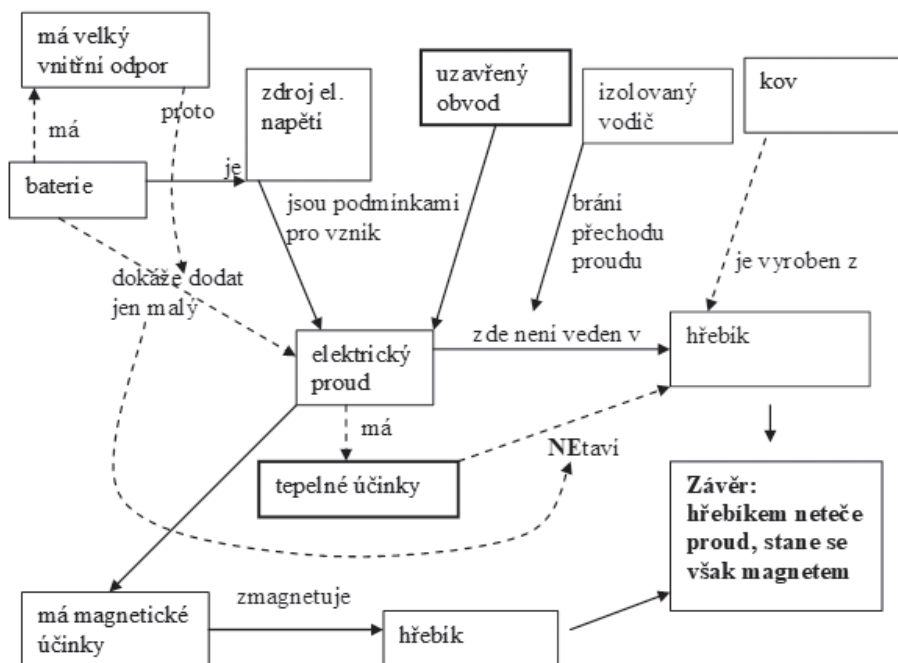 má velký
vnitřní odpor
zdroj el.
napětí
uzavřený
obvod
izolovaný
vodič
kov
proto
má
baterie
je
jsou podmínkami
pro vznik
brání
přechodu
proudu
je vyroben z
dokáže dodat
jen malý
elektrický
proud
zde není veden v
hřebík
má
NEtaví
tepelné účinky
Závěr:
hřebíkem neteče
proud, stane se
však magnetem
má magnetické
účinky
zmagnetuje
hřebík